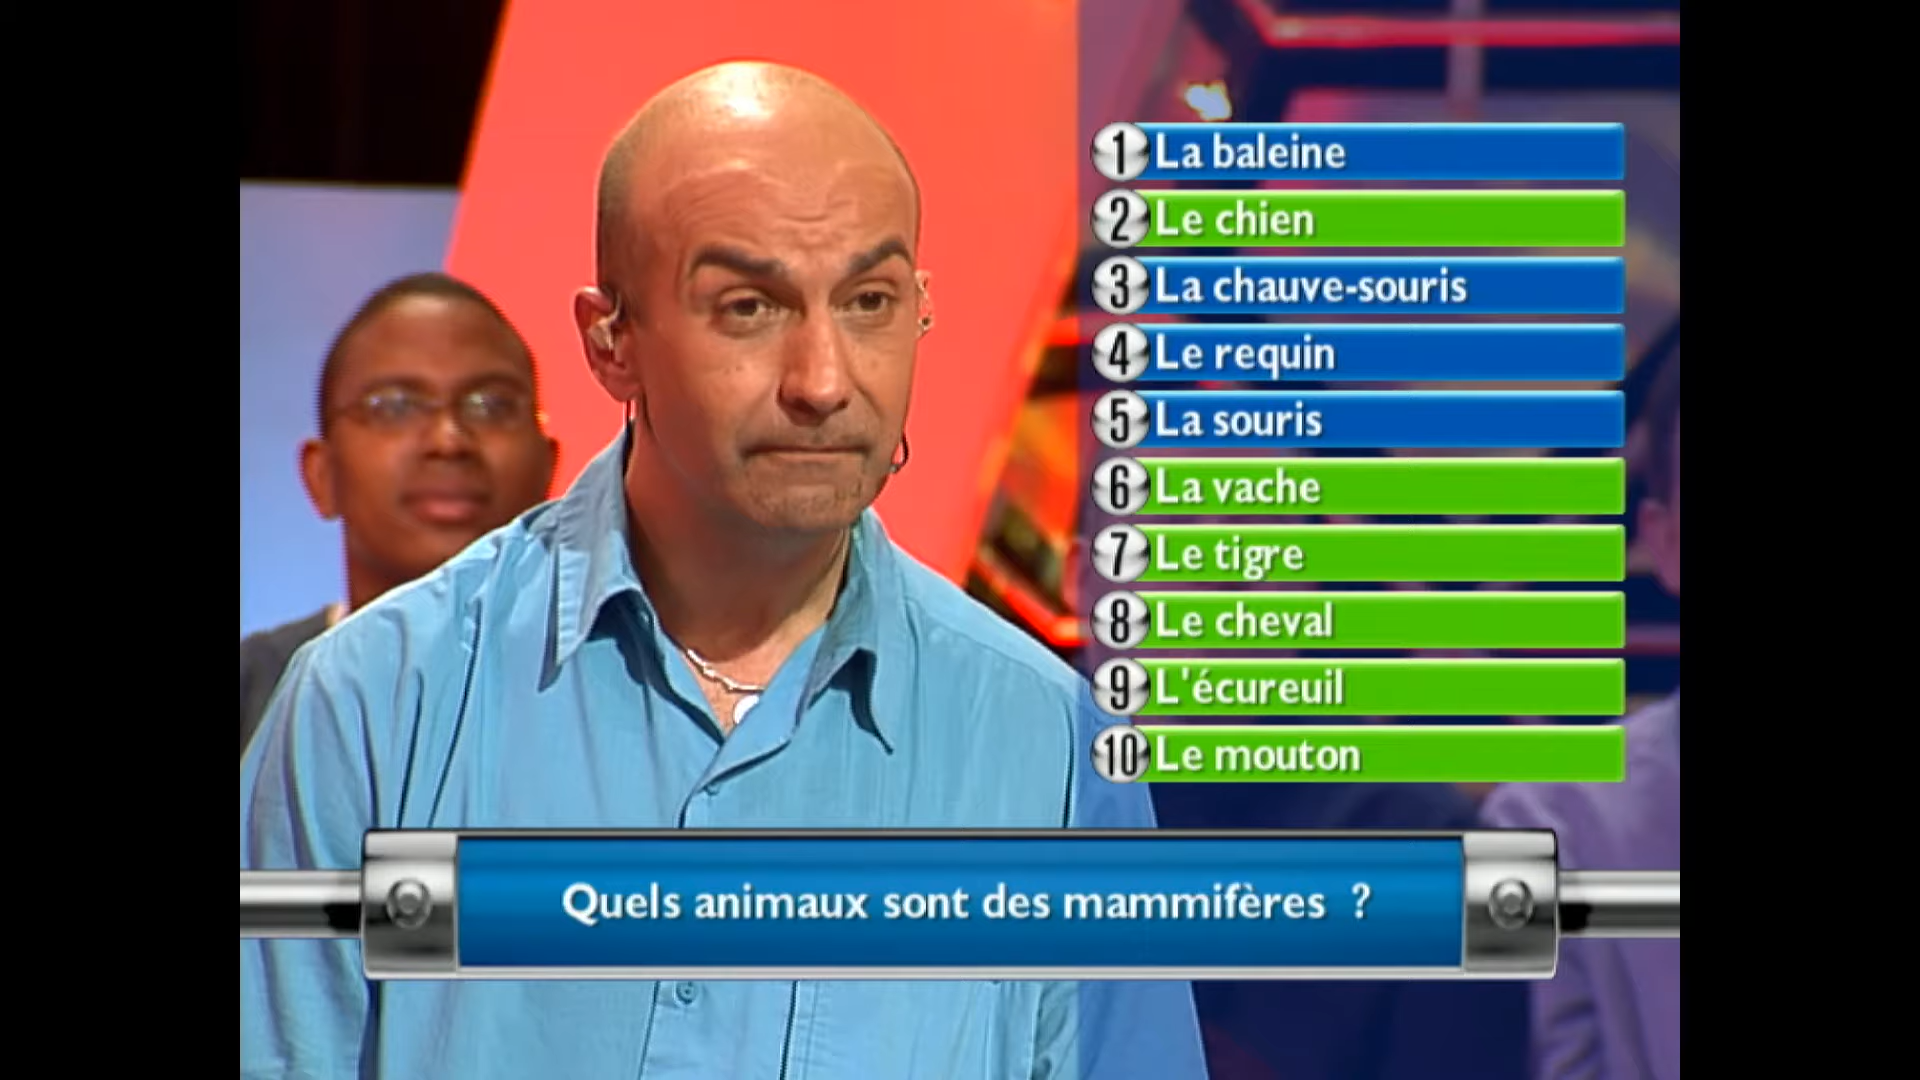 1 La baleine
2 Le chien
3 La chauve-souris
4 Le requin
5 La souris
6 La vache
7 Le tigre
8 Le cheval
9 L'écureuil
10 Le mouton
Quels animaux sont des mammifères ?